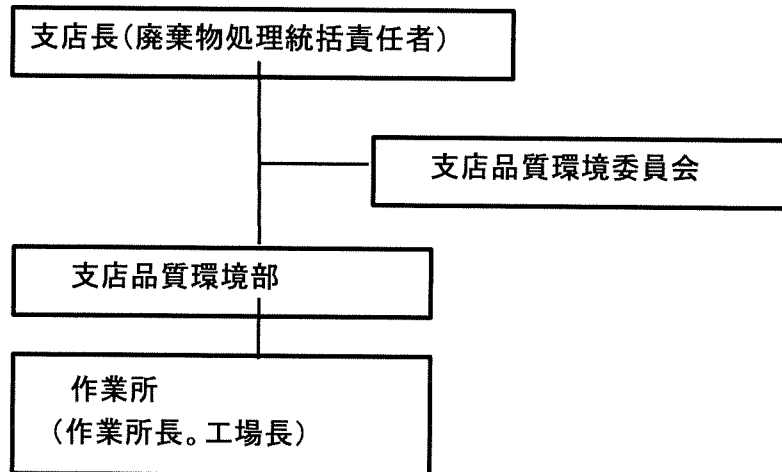 支店長(廃棄物処理統括責任者)
支店品質環境委員会
支店品質環境部
作業所
(作業所長。工場長)